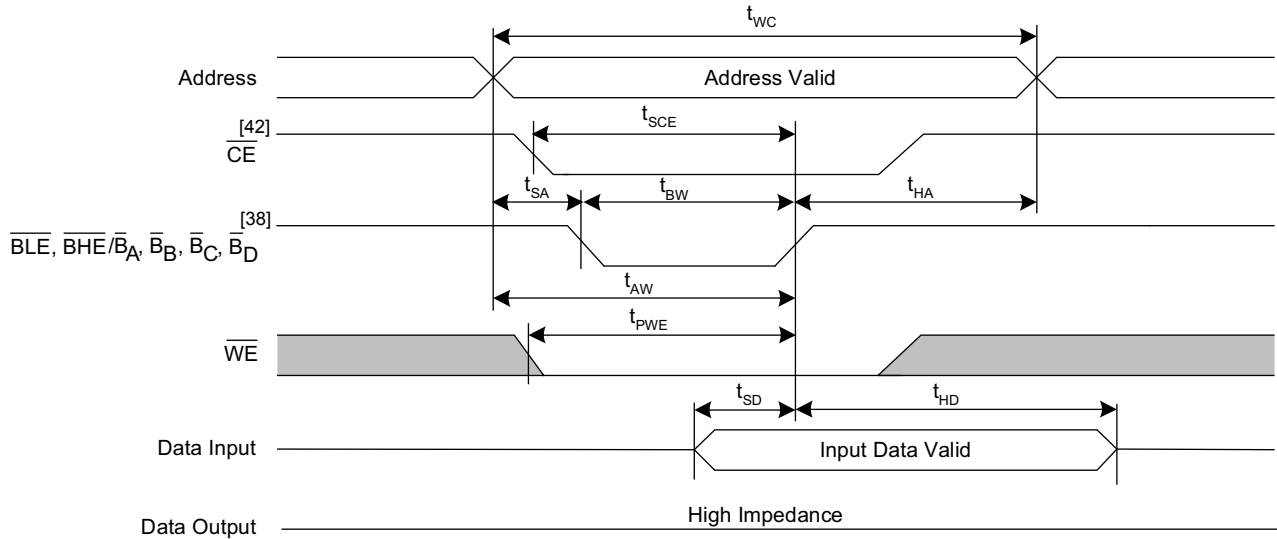 tWC
Address
Address Valid
[42]
CE
tSCE
tSA
tBW
tHA
[38]
BLE, BHE/BA, BB, BC, BD
tAW
tPWE
WE
tSD
tHD
Data Input
Input Data Valid
Data Output
High Impedance